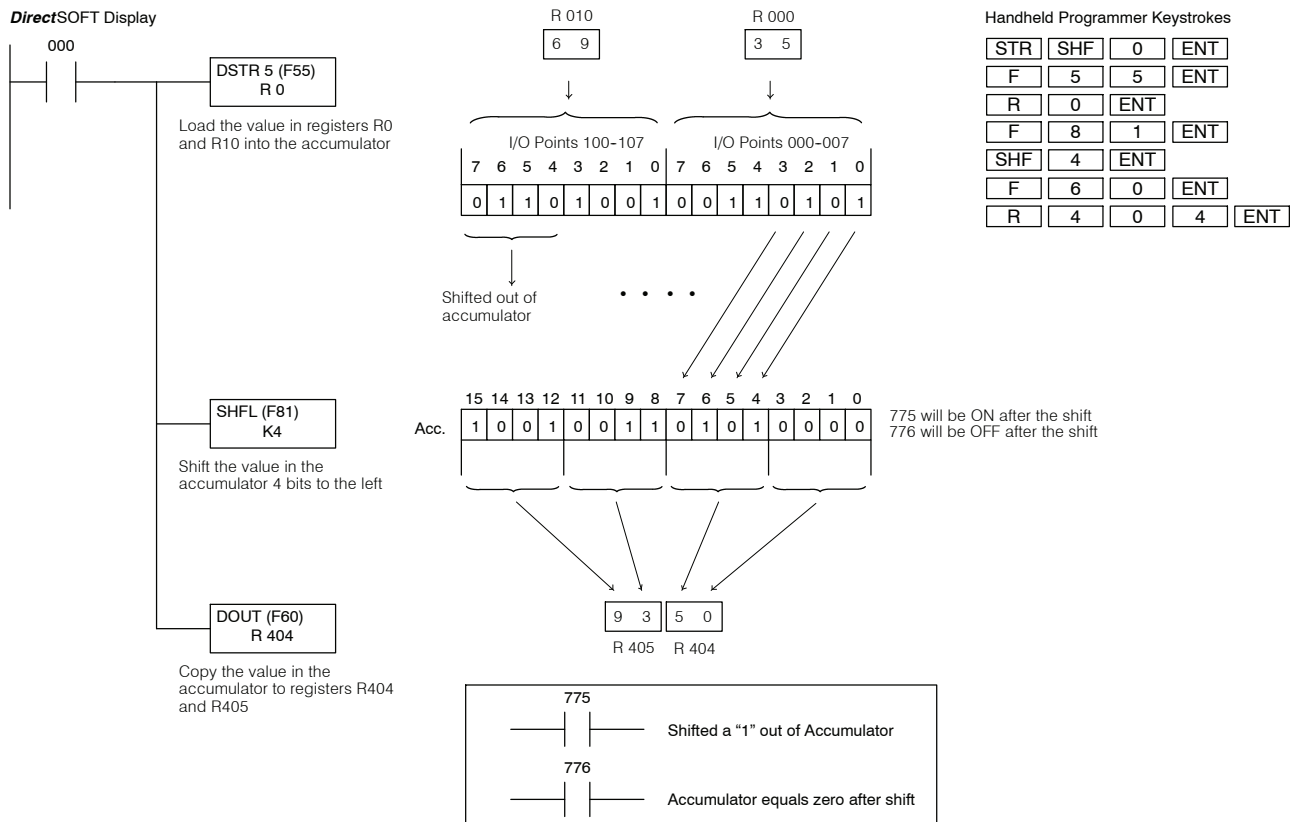 DirectSOFT Display
000
DSTR 5 (F55)
R 0
Load the value in registers R0
and R10 into the accumulator
SHFL (F81)
K4
Shift the value in the
accumulator 4 bits to the left
DOUT (F60)
R 404
Copy the value in the
accumulator to registers R404
and R405
R 010
6 9
R 000
3 5
I/O Points 100-107
I/O Points 000-007
7 6 5 4 3 2 1 0 7 6 5 4 3 2 1 0
0 1 1 0 1 0 0 1 0 0 1 1 0 1 0 1
Shifted out of
accumulator
15 14 13 12 11 10 9 8 7 6 5 4 3 2 1 0
Acc.
1 0 0 1 0 0 1 1 0 1 0 1 0 0 0 0
775 will be ON after the shift
776 will be OFF after the shift
9 3 5 0
R 405 R 404
775
Shifted a “1” out of Accumulator
776
Accumulator equals zero after shift
Handheld Programmer Keystrokes
STR SHF 0 ENT
F 5 5 ENT
R 0 ENT
F 8 1 ENT
SHF 4 ENT
F 6 0 ENT
R 4 0 4 ENT